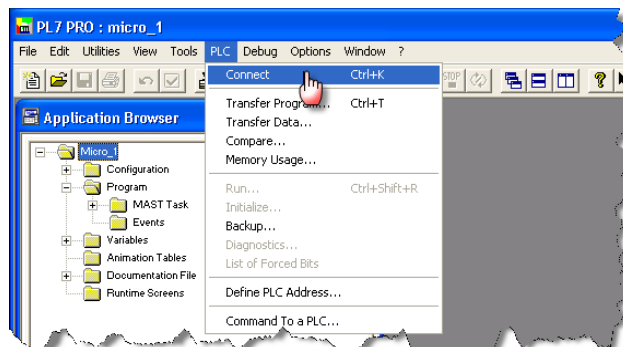 PL7 PRO : micro_1
File Edit Utilities View Tools PLC Debug Options Window ?
STOP
Connect Ctrl+K
Transfer Program... Ctrl+T
Transfer Data...
Compare...
Memory Usage...
Run... Ctrl+Shift+R
Initialize...
Backup...
Diagnostics...
List of Forced Bits
Define PLC Address...
Command To a PLC...
Application Browser
Micro_1
Configuration
Program
MAST Task
Events
Variables
Animation Tables
Documentation File
Runtime Screens